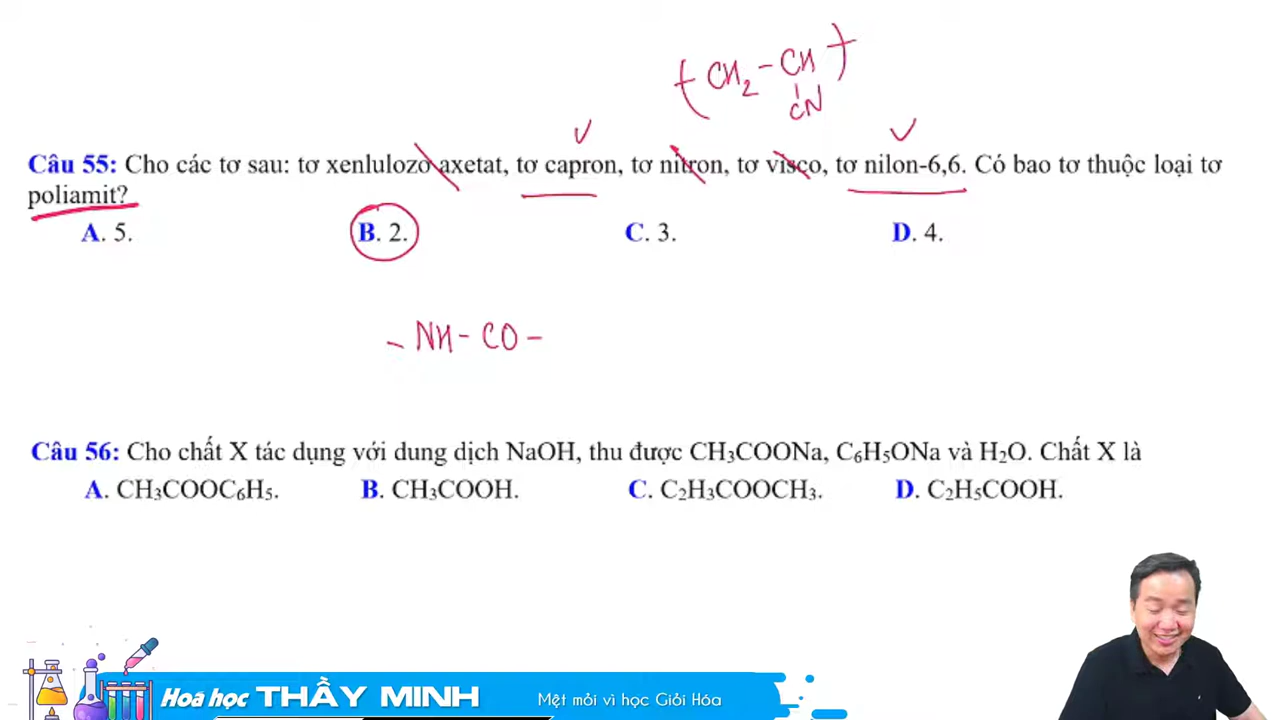 (CH₂ - CH)
CN
Câu 55: Cho các tơ sau: tơ xenlulozơ axetat, tơ capron, tơ nitron, tơ visco, tơ nilon-6,6. Có bao tơ thuộc loại tơ
poliamit?
A. 5. B. 2. C. 3. D. 4.
- NH - CO -
Câu 56: Cho chất X tác dụng với dung dịch NaOH, thu được CH₃COONa, C₆H₅ONa và H₂O. Chất X là
A. CH₃COOC₆H₅. B. CH₃COOH. C. C₂H₃COOCH₃. D. C₂H₅COOH.
Hoá học THẦY MINH Mệt mỏi vì học Giỏi Hóa